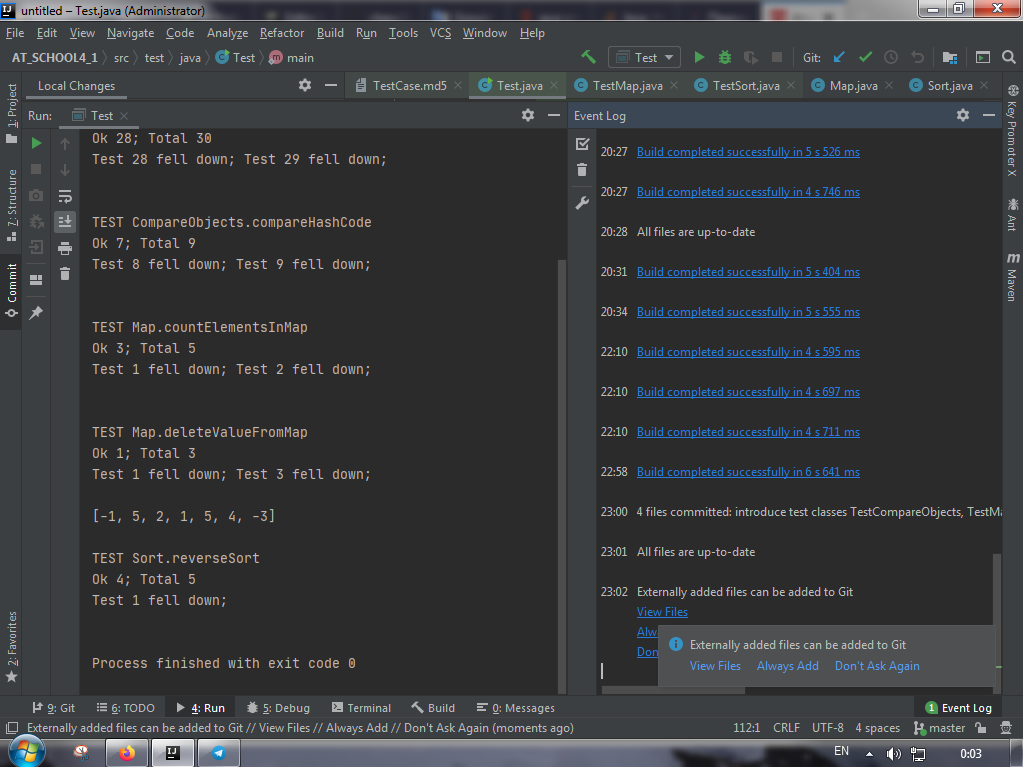 untitled – Test.java (Administrator)
File Edit View Navigate Code Analyze Refactor Build Run Tools VCS Window Help
AT_SCHOOL4_1 src test java Test main Test Git:
Local Changes TestCase.md5 Test.java TestMap.java TestSort.java Map.java Sort.java
Run: Test
Ok 28; Total 30
Test 28 fell down; Test 29 fell down;
TEST CompareObjects.compareHashCode
Ok 7; Total 9
Test 8 fell down; Test 9 fell down;
TEST Map.countElementsInMap
Ok 3; Total 5
Test 1 fell down; Test 2 fell down;
TEST Map.deleteValueFromMap
Ok 1; Total 3
Test 1 fell down; Test 3 fell down;
[-1, 5, 2, 1, 5, 4, -3]
TEST Sort.reverseSort
Ok 4; Total 5
Test 1 fell down;
Process finished with exit code 0
Event Log
20:27 Build completed successfully in 5 s 526 ms
20:27 Build completed successfully in 4 s 746 ms
20:28 All files are up-to-date
20:31 Build completed successfully in 5 s 404 ms
20:34 Build completed successfully in 5 s 555 ms
22:10 Build completed successfully in 4 s 595 ms
22:10 Build completed successfully in 4 s 697 ms
22:10 Build completed successfully in 4 s 711 ms
22:58 Build completed successfully in 6 s 641 ms
23:00 4 files committed: introduce test classes TestCompareObjects, TestMa
23:01 All files are up-to-date
23:02 Externally added files can be added to Git
View Files
Alw
Don
Externally added files can be added to Git
View Files Always Add Don't Ask Again
1: Project
7: Structure
Commit
2: Favorites
Key Promoter X
Ant
m Maven
9: Git 6: TODO 4: Run 5: Debug Terminal Build 0: Messages 1 Event Log
Externally added files can be added to Git // View Files // Always Add // Don't Ask Again (moments ago) 112:1 CRLF UTF-8 4 spaces master
EN 0:03